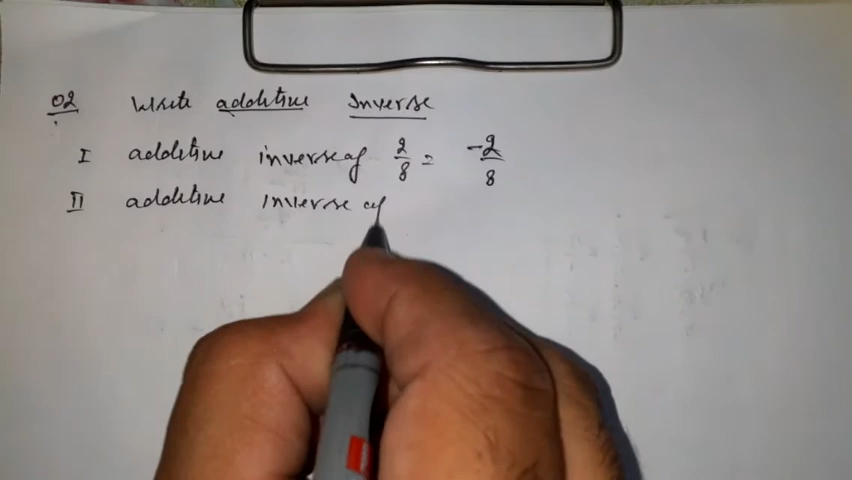 Q2 Write additive Inverse
I additive inverse of 2/8 = -2/8
II additive Inverse of